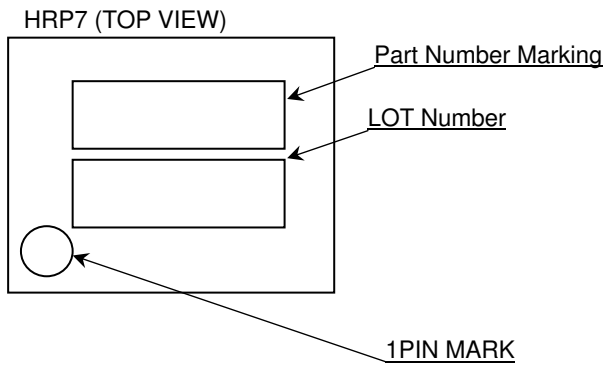 HRP7 (TOP VIEW)
Part Number Marking
LOT Number
1PIN MARK